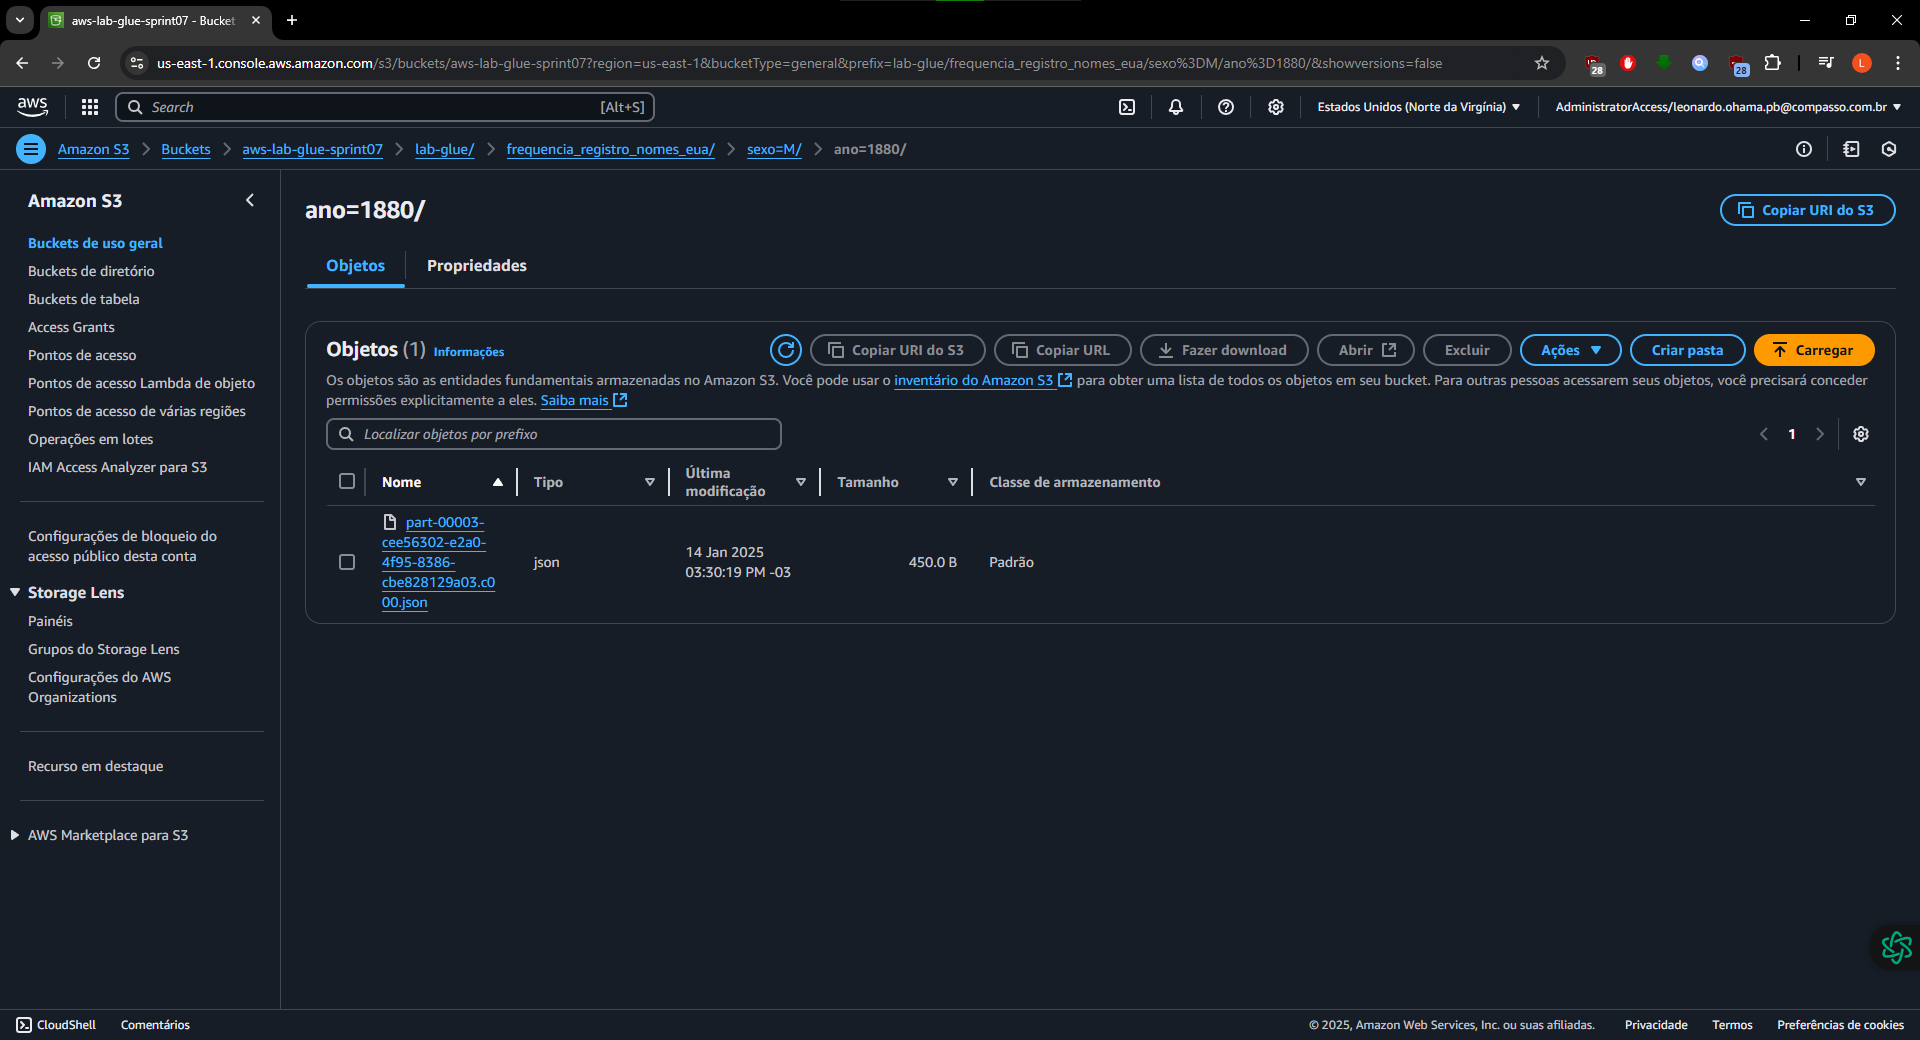 aws-lab-glue-sprint07 - Bucket
us-east-1.console.aws.amazon.com/s3/buckets/aws-lab-glue-sprint07?region=us-east-1&bucketType=general&prefix=lab-glue/frequencia_registro_nomes_eua/sexo%3DM/ano%3D1880/&showversions=false
28
28
L
aws
Search
[Alt+S]
Estados Unidos (Norte da Virgínia)
AdministratorAccess/leonardo.ohama.pb@compasso.com.br
Amazon S3
Buckets
aws-lab-glue-sprint07
lab-glue/
frequencia_registro_nomes_eua/
sexo=M/
ano=1880/
Amazon S3
Buckets de uso geral
Buckets de diretório
Buckets de tabela
Access Grants
Pontos de acesso
Pontos de acesso Lambda de objeto
Pontos de acesso de várias regiões
Operações em lotes
IAM Access Analyzer para S3
Configurações de bloqueio do
acesso público desta conta
Storage Lens
Painéis
Grupos do Storage Lens
Configurações do AWS
Organizations
Recurso em destaque
AWS Marketplace para S3
ano=1880/
Copiar URI do S3
Objetos
Propriedades
Objetos (1)
Informações
Copiar URI do S3
Copiar URL
Fazer download
Abrir
Excluir
Ações
Criar pasta
Carregar
Os objetos são as entidades fundamentais armazenadas no Amazon S3. Você pode usar o inventário do Amazon S3 para obter uma lista de todos os objetos em seu bucket. Para outras pessoas acessarem seus objetos, você precisará conceder
permissões explicitamente a eles. Saiba mais
Localizar objetos por prefixo
1
Nome
Tipo
Última
modificação
Tamanho
Classe de armazenamento
part-00003-
cee56302-e2a0-
4f95-8386-
cbe828129a03.c0
00.json
json
14 Jan 2025
03:30:19 PM -03
450.0 B
Padrão
CloudShell
Comentários
© 2025, Amazon Web Services, Inc. ou suas afiliadas.
Privacidade
Termos
Preferências de cookies